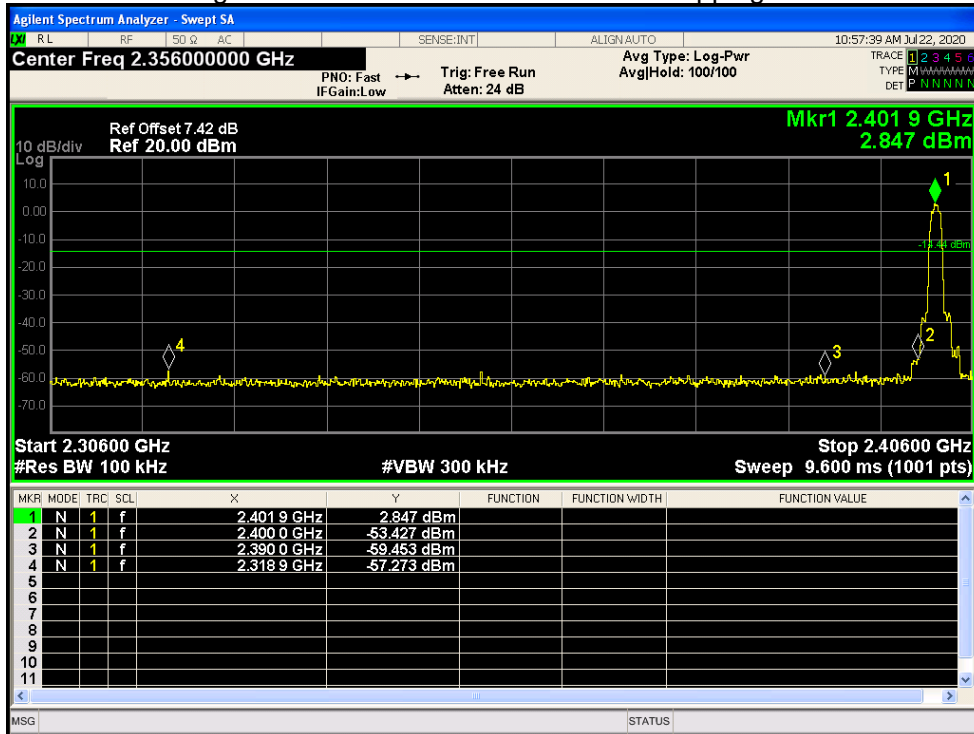 Agilent Spectrum Analyzer - Swept SA
LXI RL RF 50 Ω AC SENSE:INT ALIGN AUTO 10:57:39 AM Jul 22, 2020
Center Freq 2.356000000 GHz Avg Type: Log-Pwr TRACE 1 2 3 4 5 6
PNO: Fast Trig: Free Run Avg|Hold: 100/100 TYPE M WWWWW
IFGain:Low Atten: 24 dB DET P N N N N N
Ref Offset 7.42 dB Mkr1 2.401 9 GHz
10 dB/div Ref 20.00 dBm 2.847 dBm
Log
10.0 1
0.00
-10.0
-14.44 dBm
-20.0
-30.0
-40.0
2
-50.0 4 3
-60.0
-70.0
Start 2.30600 GHz Stop 2.40600 GHz
#Res BW 100 kHz #VBW 300 kHz Sweep 9.600 ms (1001 pts)
MKR MODE TRC SCL X Y FUNCTION FUNCTION WIDTH FUNCTION VALUE
1 N 1 f 2.401 9 GHz 2.847 dBm
2 N 1 f 2.400 0 GHz -53.427 dBm
3 N 1 f 2.390 0 GHz -59.453 dBm
4 N 1 f 2.318 9 GHz -57.273 dBm
5
6
7
8
9
10
11
MSG STATUS